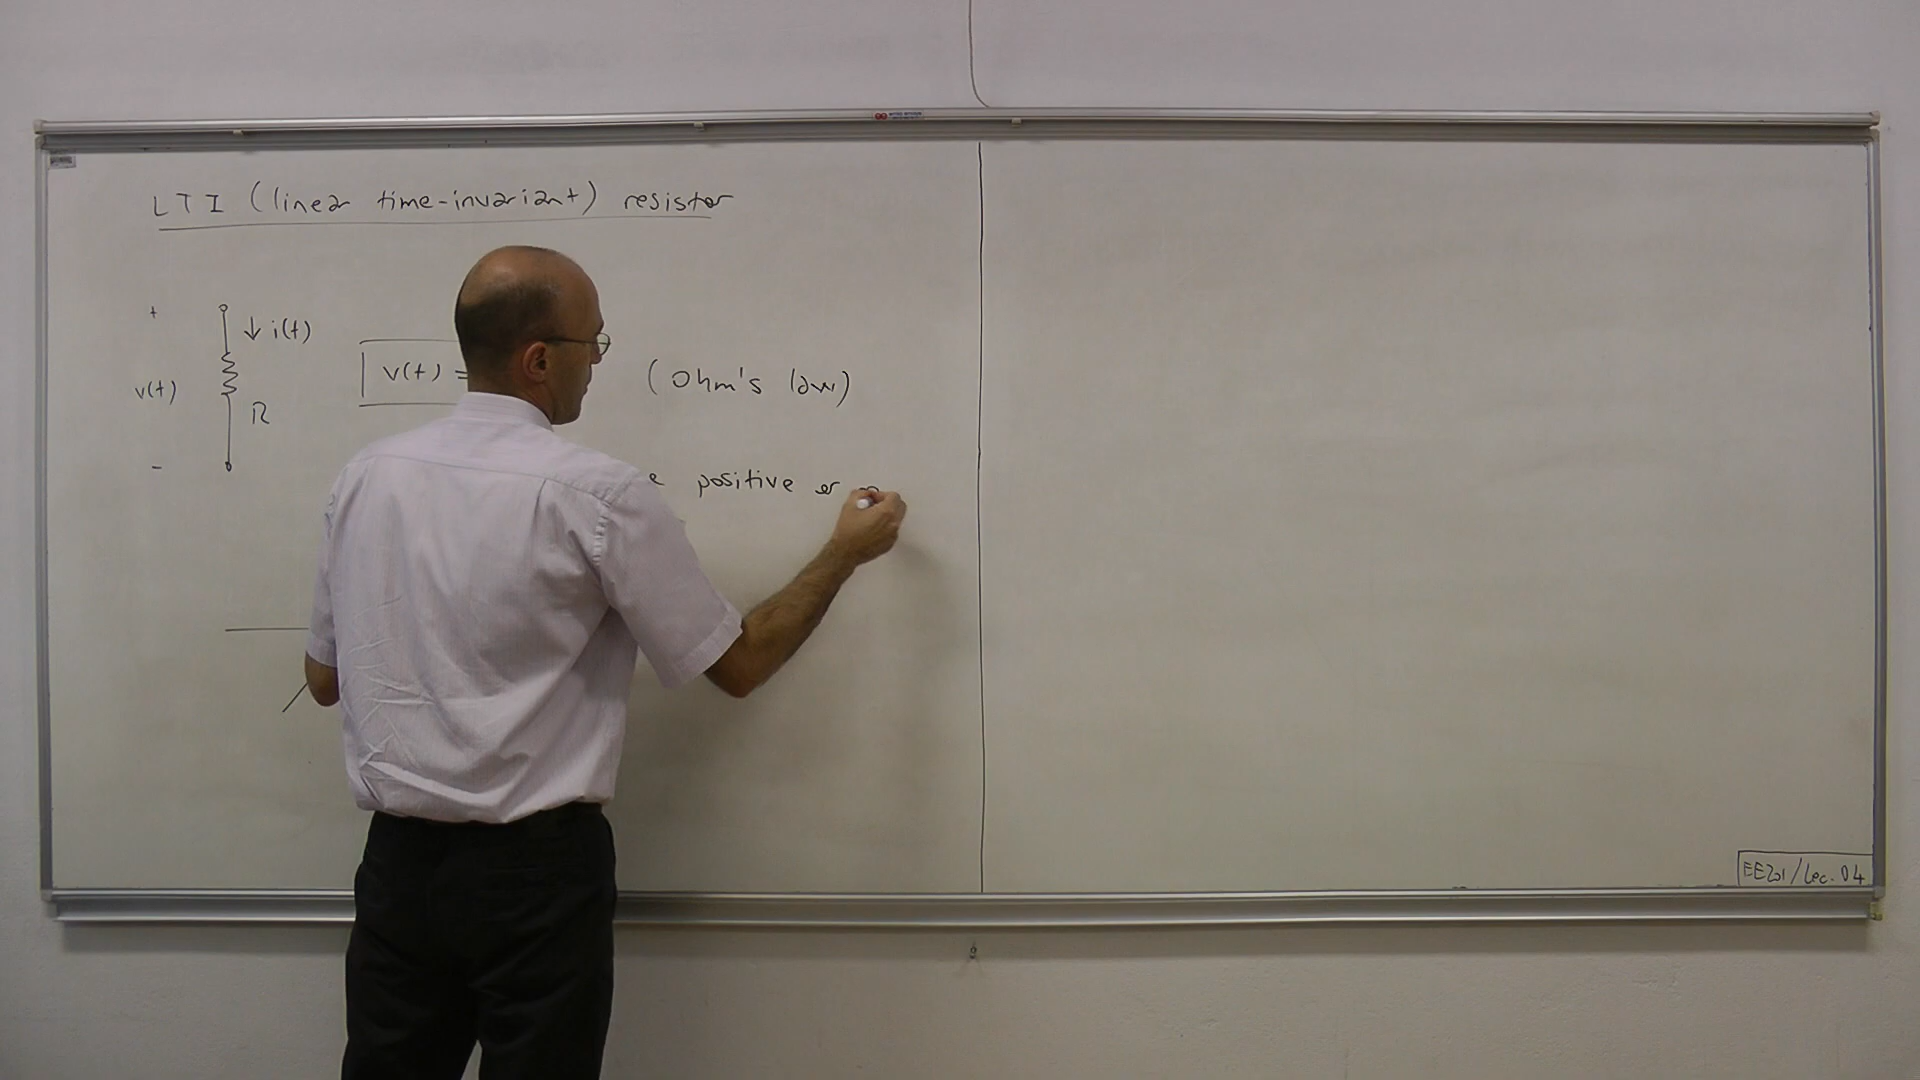 LTI (linear time-invariant) resistor
+
↓ i(t)
v(t) =
(Ohm's law)
v(t)
R
-
positive or
EE201/Lec. 04